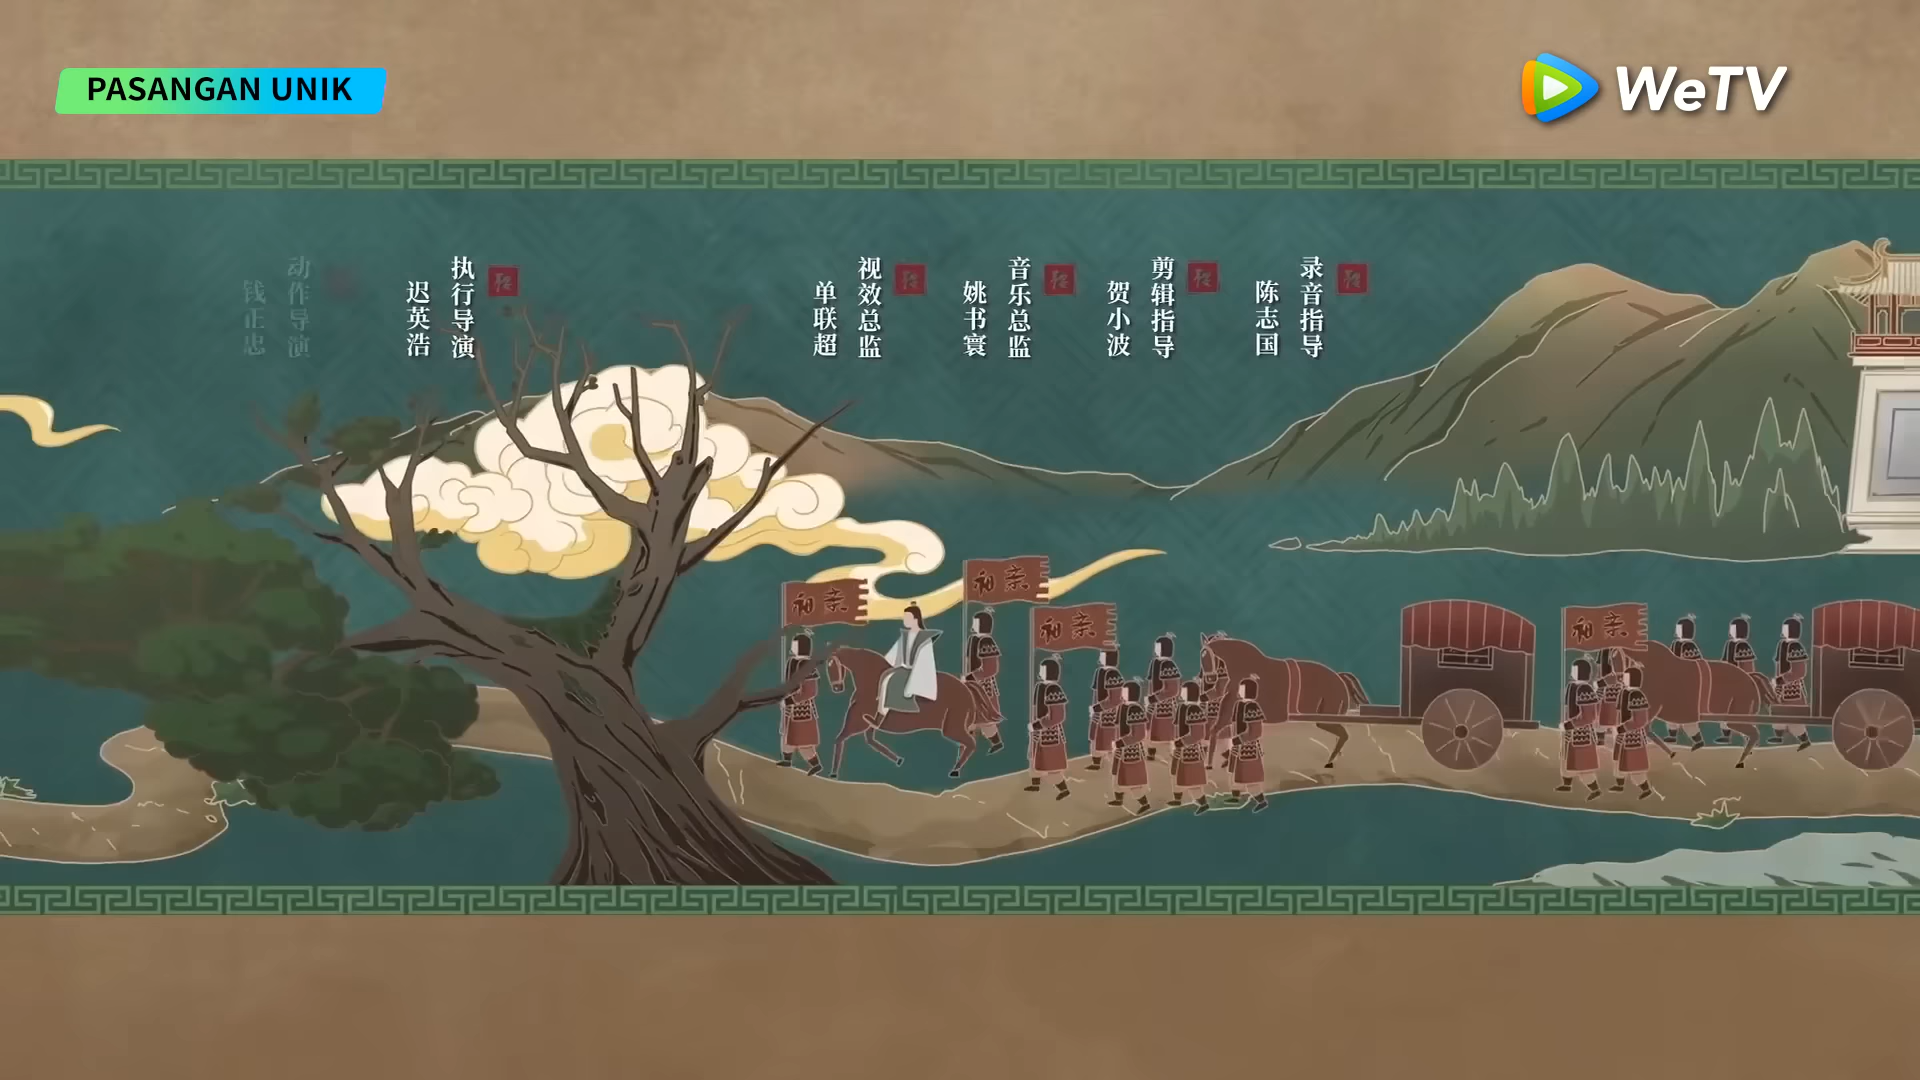 PASANGAN UNIK
WeTV
录音指导
陈志国
剪辑指导
贺小波
音乐总监
姚书寰
视效总监
单联超
执行导演
迟英浩
动作导演
钱正忠
和亲
和亲
和亲
和亲